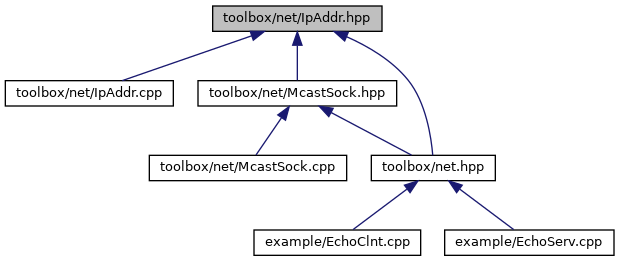 toolbox/net/IpAddr.hpp
toolbox/net/IpAddr.cpp
toolbox/net/McastSock.hpp
toolbox/net/McastSock.cpp
toolbox/net.hpp
example/EchoClnt.cpp
example/EchoServ.cpp